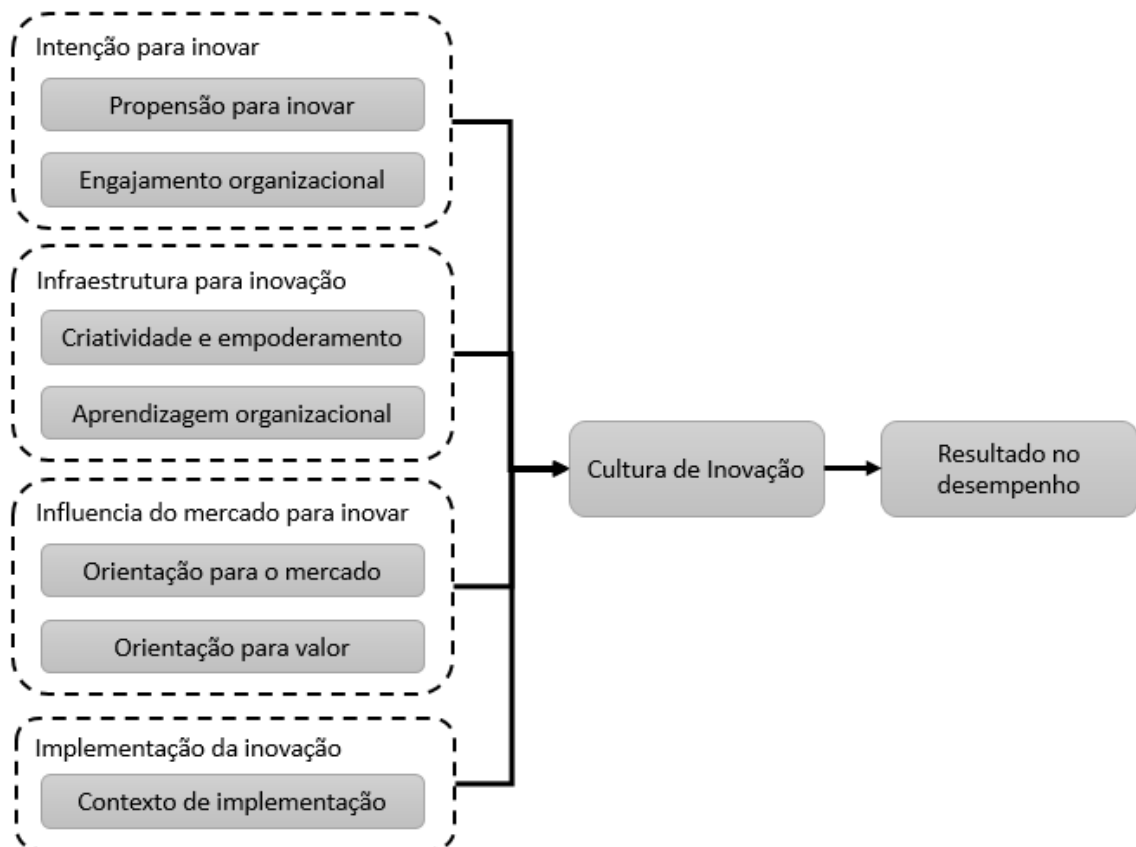 Intenção para inovar
Propensão para inovar
Engajamento organizacional
Infraestrutura para inovação
Criatividade e empoderamento
Aprendizagem organizacional
Influencia do mercado para inovar
Orientação para o mercado
Orientação para valor
Implementação da inovação
Contexto de implementação
Cultura de Inovação
Resultado no
desempenho